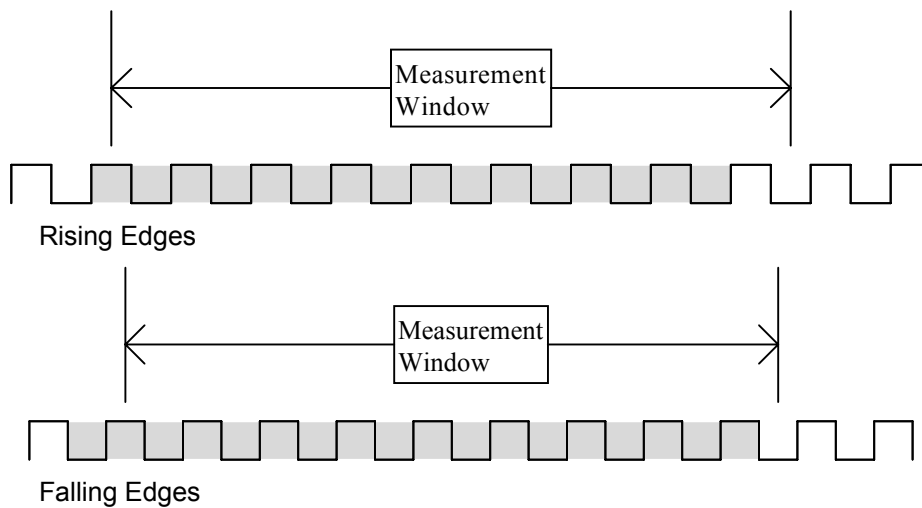 Measurement
Window
Rising Edges
Measurement
Window
Falling Edges